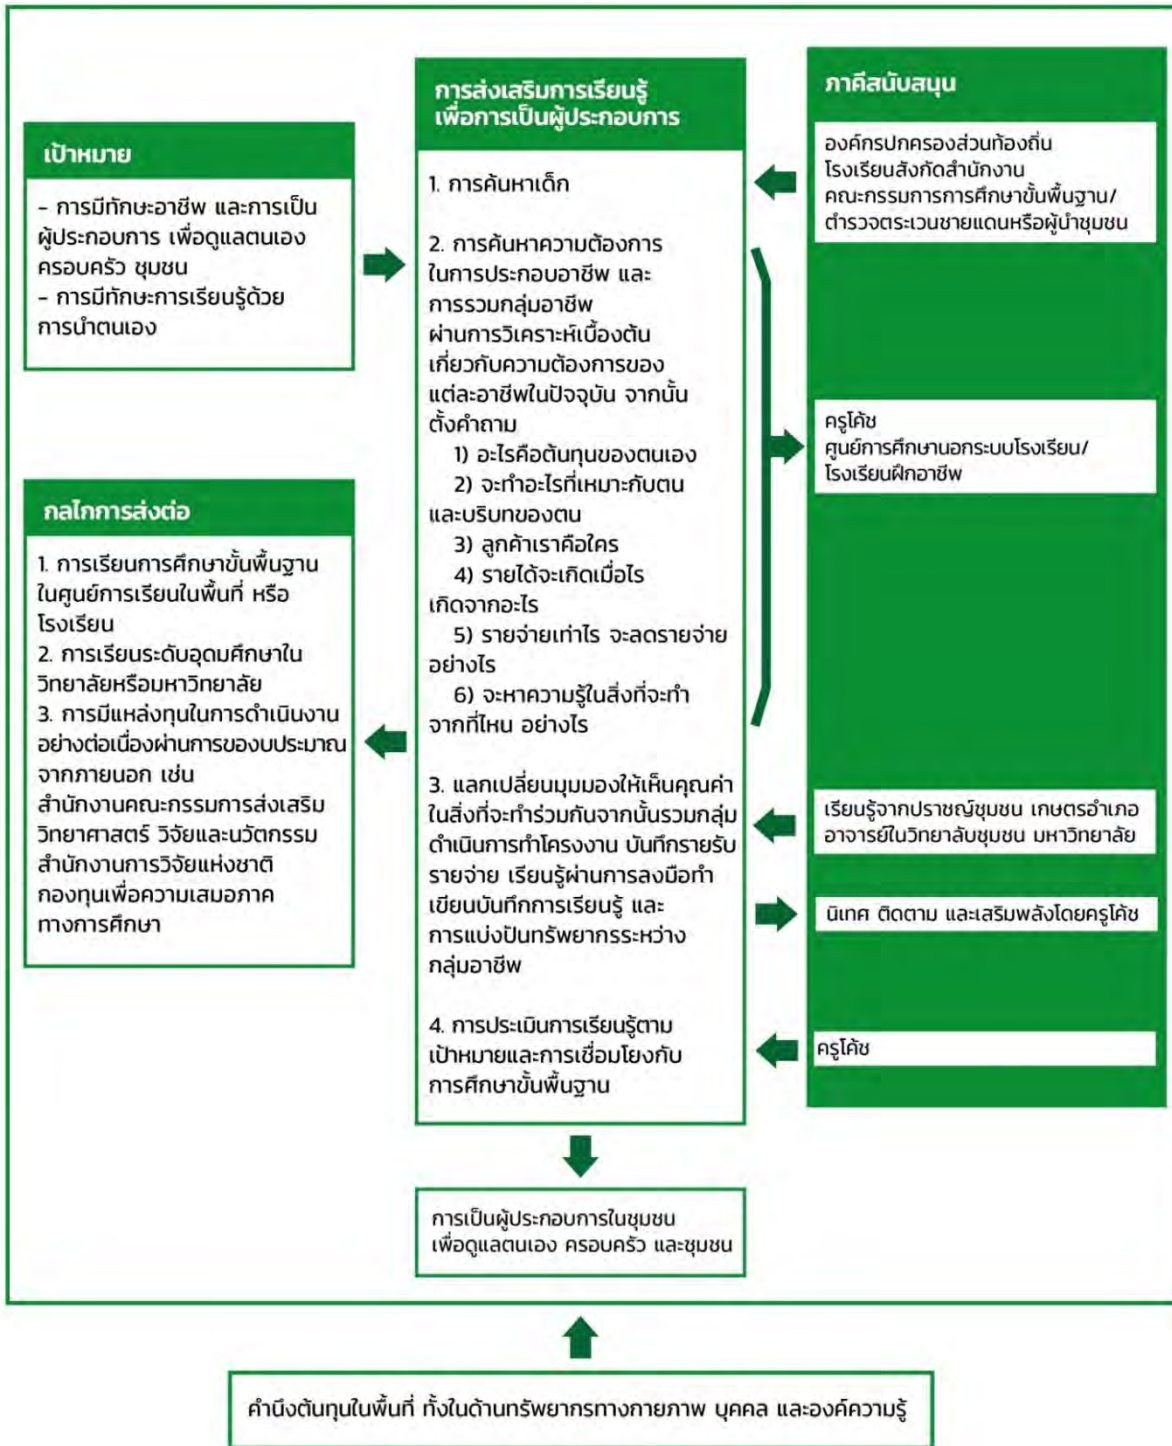 เป้าหมาย
- การมีทักษะอาชีพ และการเป็น
ผู้ประกอบการ เพื่อดูแลตนเอง
ครอบครัว ชุมชน
- การมีทักษะการเรียนรู้ด้วย
การนำตนเอง
กลไกการส่งต่อ
1. การเรียนการศึกษาขั้นพื้นฐาน
ในศูนย์การเรียนในพื้นที่ หรือ
โรงเรียน
2. การเรียนระดับอุดมศึกษาใน
วิทยาลัยหรือมหาวิทยาลัย
3. การมีแหล่งทุนในการดำเนินงาน
อย่างต่อเนื่องผ่านการของบประมาณ
จากภายนอก เช่น
สำนักงานคณะกรรมการส่งเสริม
วิทยาศาสตร์ วิจัยและนวัตกรรม
สำนักงานการวิจัยแห่งชาติ
กองทุนเพื่อความเสมอภาค
ทางการศึกษา
การส่งเสริมการเรียนรู้
เพื่อการเป็นผู้ประกอบการ
1. การค้นหาเด็ก
2. การค้นหาความต้องการ
ในการประกอบอาชีพ และ
การรวมกลุ่มอาชีพ
ผ่านการวิเคราะห์เบื้องต้น
เกี่ยวกับความต้องการของ
แต่ละอาชีพในปัจจุบัน จากนั้น
ตั้งคำถาม
1) อะไรคือต้นทุนของตนเอง
2) จะทำอะไรที่เหมาะกับตน
และบริบทของตน
3) ลูกค้าเราคือใคร
4) รายได้จะเกิดเมื่อไร
เกิดจากอะไร
5) รายจ่ายเท่าไร จะลดรายจ่าย
อย่างไร
6) จะหาความรู้ในสิ่งที่จะทำ
จากที่ไหน อย่างไร
3. แลกเปลี่ยนมุมมองให้เห็นคุณค่า
ในสิ่งที่จะทำร่วมกันจากนั้นรวมกลุ่ม
ดำเนินการทำโครงงาน บันทึกรายรับ
รายจ่าย เรียนรู้ผ่านการลงมือทำ
เขียนบันทึกการเรียนรู้ และ
การแบ่งปันทรัพยากรระหว่าง
กลุ่มอาชีพ
4. การประเมินการเรียนรู้ตาม
เป้าหมายและการเชื่อมโยงกับ
การศึกษาขั้นพื้นฐาน
การเป็นผู้ประกอบการในชุมชน
เพื่อดูแลตนเอง ครอบครัว และชุมชน
ภาคีสนับสนุน
องค์กรปกครองส่วนท้องถิ่น
โรงเรียนสังกัดสำนักงาน
คณะกรรมการการศึกษาขั้นพื้นฐาน/
ตำรวจตระเวนชายแดนหรือผู้นำชุมชน
ครูโค้ช
ศูนย์การศึกษานอกระบบโรงเรียน/
โรงเรียนฝึกอาชีพ
เรียนรู้จากปราชญ์ชุมชน เกษตรอำเภอ
อาจารย์ในวิทยาลับชุมชน มหาวิทยาลัย
นิเทศ ติดตาม และเสริมพลังโดยครูโค้ช
ครูโค้ช
คำนึงต้นทุนในพื้นที่ ทั้งในด้านทรัพยากรทางกายภาพ บุคคล และองค์ความรู้